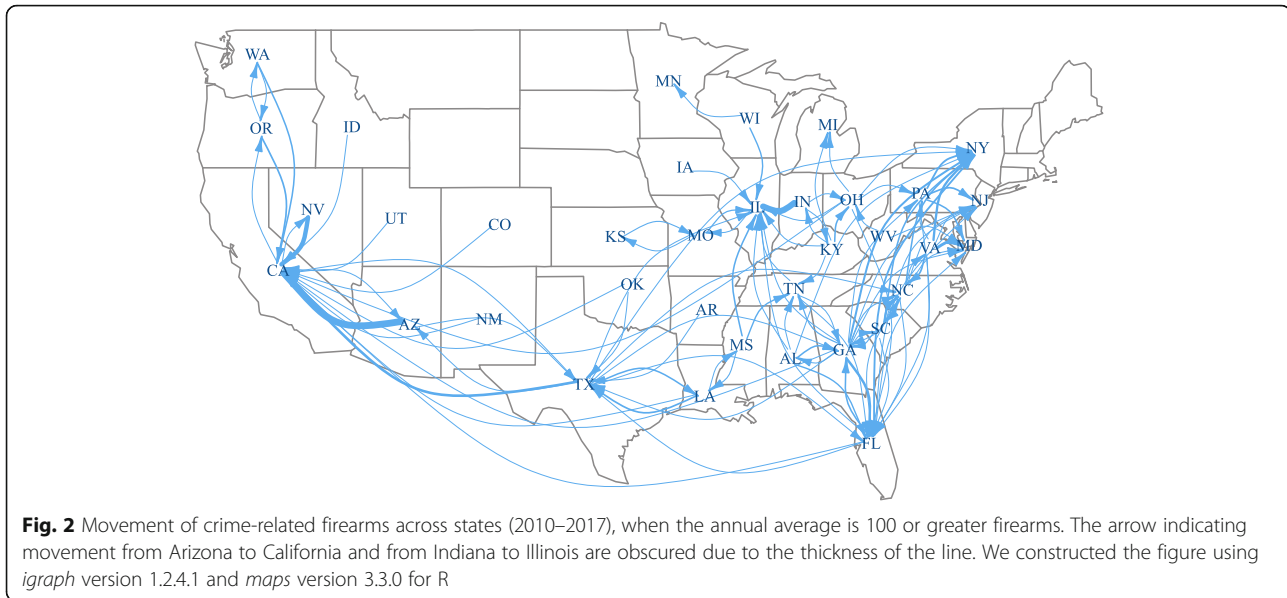 WA
MN
WI
MI
OR
ID
NY
IA
PA
NJ
IL
IN
OH
NV
UT
CO
KS
MO
KY
WV
VA
MD
CA
OK
TN
NC
AZ
NM
AR
SC
MS
AL
GA
TX
LA
FL
Fig. 2 Movement of crime-related firearms across states (2010–2017), when the annual average is 100 or greater firearms. The arrow indicating
movement from Arizona to California and from Indiana to Illinois are obscured due to the thickness of the line. We constructed the figure using
igraph version 1.2.4.1 and maps version 3.3.0 for R